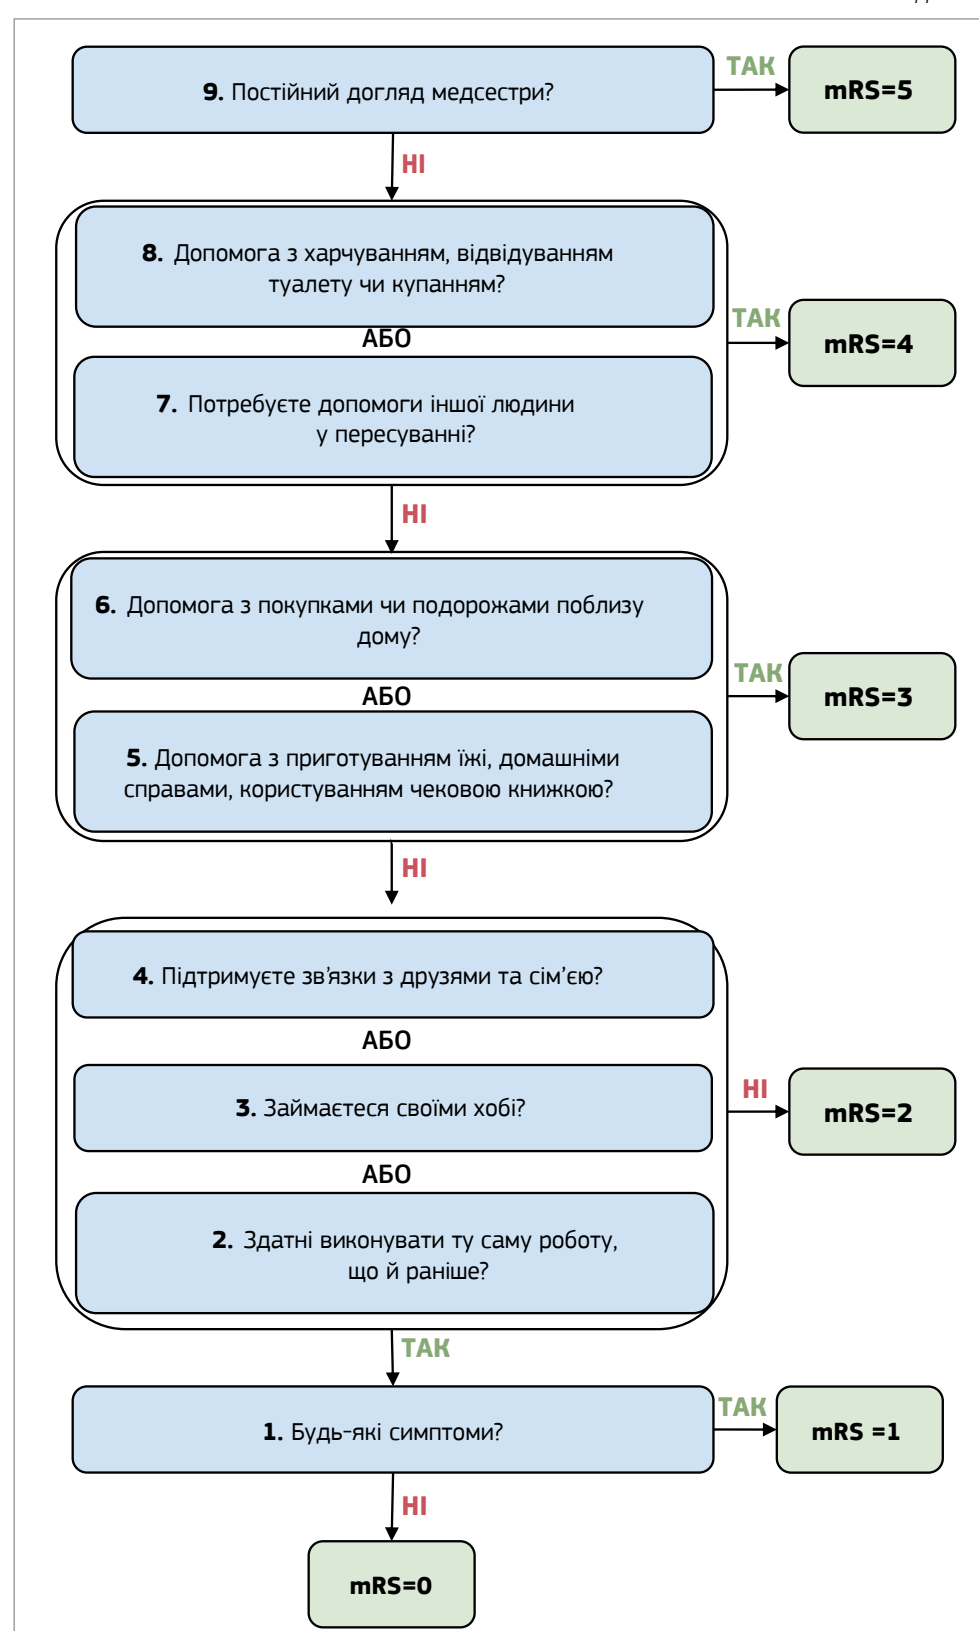 9. Постійний догляд медсестри?
ТАК
mRS=5
НІ
8. Допомога з харчуванням, відвідуванням
туалету чи купанням?
АБО
7. Потребуєте допомоги іншої людини
у пересуванні?
ТАК
mRS=4
НІ
6. Допомога з покупками чи подорожами поблизу
дому?
АБО
5. Допомога з приготуванням їжі, домашніми
справами, користуванням чековою книжкою?
ТАК
mRS=3
НІ
4. Підтримуєте зв’язки з друзями та сім’єю?
АБО
3. Займаєтеся своїми хобі?
АБО
2. Здатні виконувати ту саму роботу,
що й раніше?
НІ
mRS=2
ТАК
1. Будь-які симптоми?
ТАК
mRS =1
НІ
mRS=0